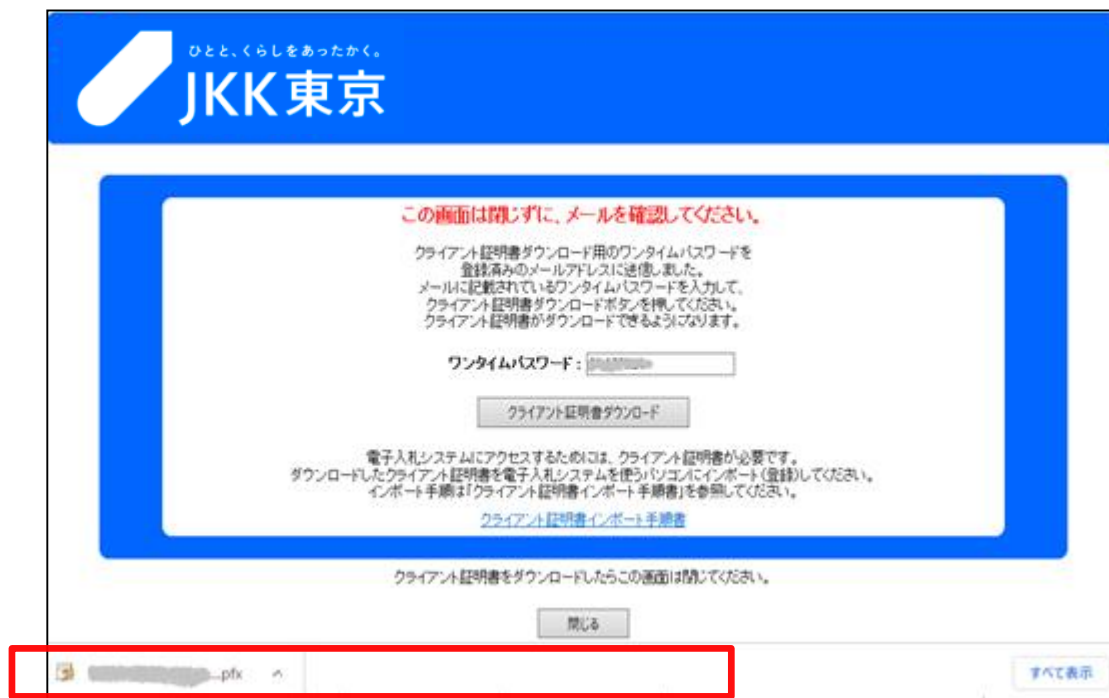 ひとと、くらしをあったかく。
JKK東京
この画面は閉じずに、メールを確認してください。
クライアント証明書ダウンロード用のワンタイムパスワードを
登録済みのメールアドレスに送信しました。
メールに記載されているワンタイムパスワードを入力して、
クライアント証明書ダウンロードボタンを押してください。
クライアント証明書がダウンロードできるようになります。
ワンタイムパスワード：
クライアント証明書ダウンロード
電子入札システムにアクセスするためには、クライアント証明書が必要です。
ダウンロードしたクライアント証明書を電子入札システムを使うパソコンにインポート(登録)してください。
インポート手順は「クライアント証明書インポート手順書」を参照してください。
クライアント証明書インポート手順書
クライアント証明書をダウンロードしたらこの画面は閉じてください。
閉じる
....pfx
すべて表示